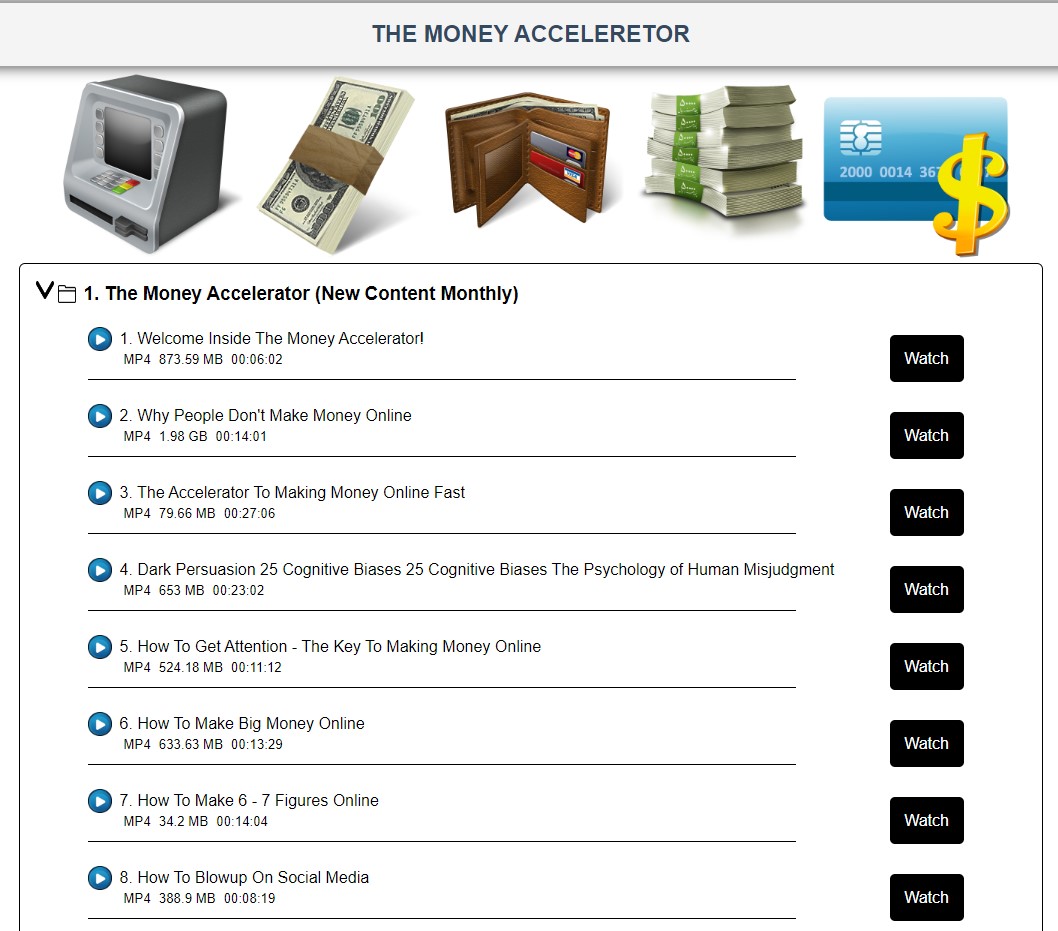 THE MONEY ACCELERETOR
2000 0014 367
1. The Money Accelerator (New Content Monthly)
1. Welcome Inside The Money Accelerator!
MP4 873.59 MB 00:06:02
Watch
2. Why People Don't Make Money Online
MP4 1.98 GB 00:14:01
Watch
3. The Accelerator To Making Money Online Fast
MP4 79.66 MB 00:27:06
Watch
4. Dark Persuasion 25 Cognitive Biases 25 Cognitive Biases The Psychology of Human Misjudgment
MP4 653 MB 00:23:02
Watch
5. How To Get Attention - The Key To Making Money Online
MP4 524.18 MB 00:11:12
Watch
6. How To Make Big Money Online
MP4 633.63 MB 00:13:29
Watch
7. How To Make 6 - 7 Figures Online
MP4 34.2 MB 00:14:04
Watch
8. How To Blowup On Social Media
MP4 388.9 MB 00:08:19
Watch